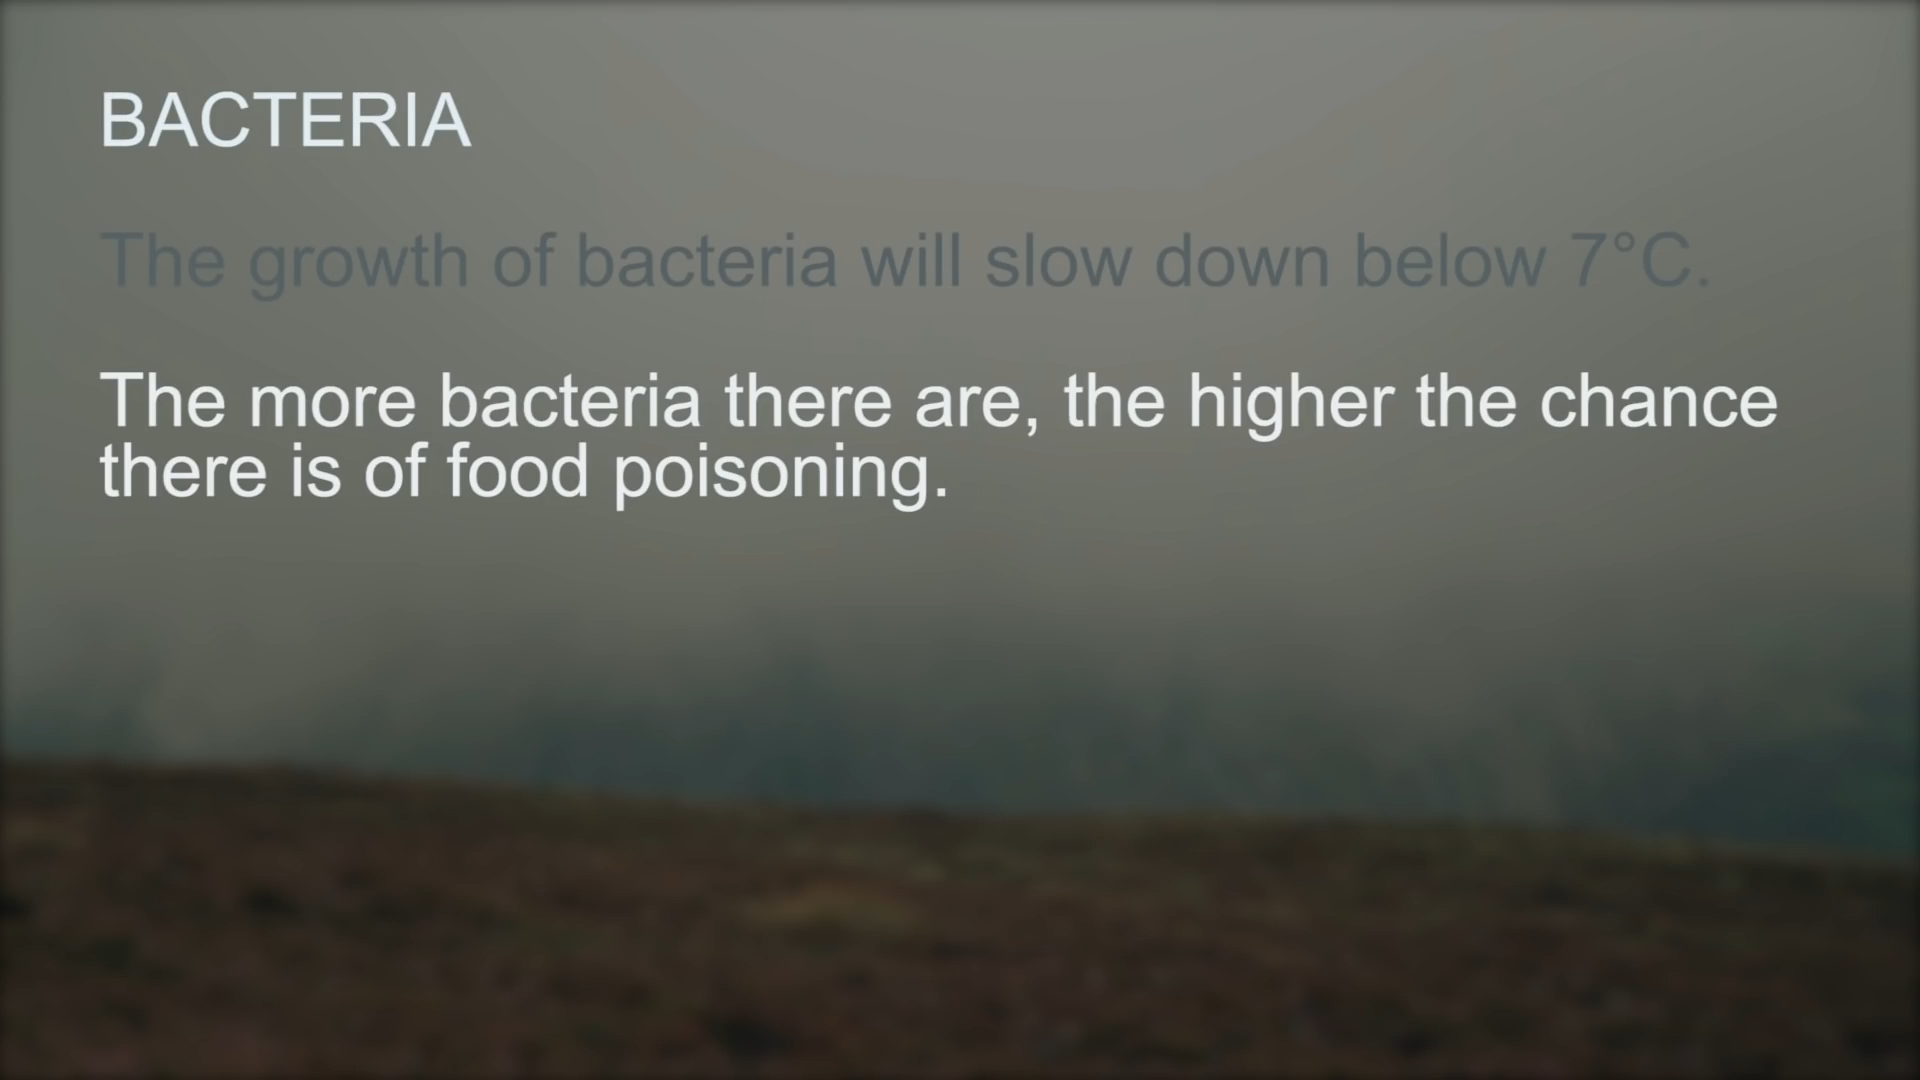 BACTERIA
The growth of bacteria will slow down below 7°C.
The more bacteria there are, the higher the chance
there is of food poisoning.